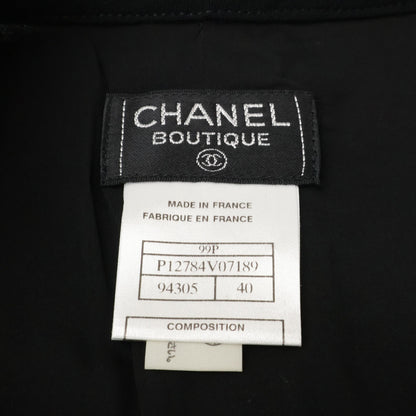 CHANEL
BOUTIQUE
MADE IN FRANCE
FABRIQUE EN FRANCE
99P
P12784V07189
94305 40
COMPOSITION